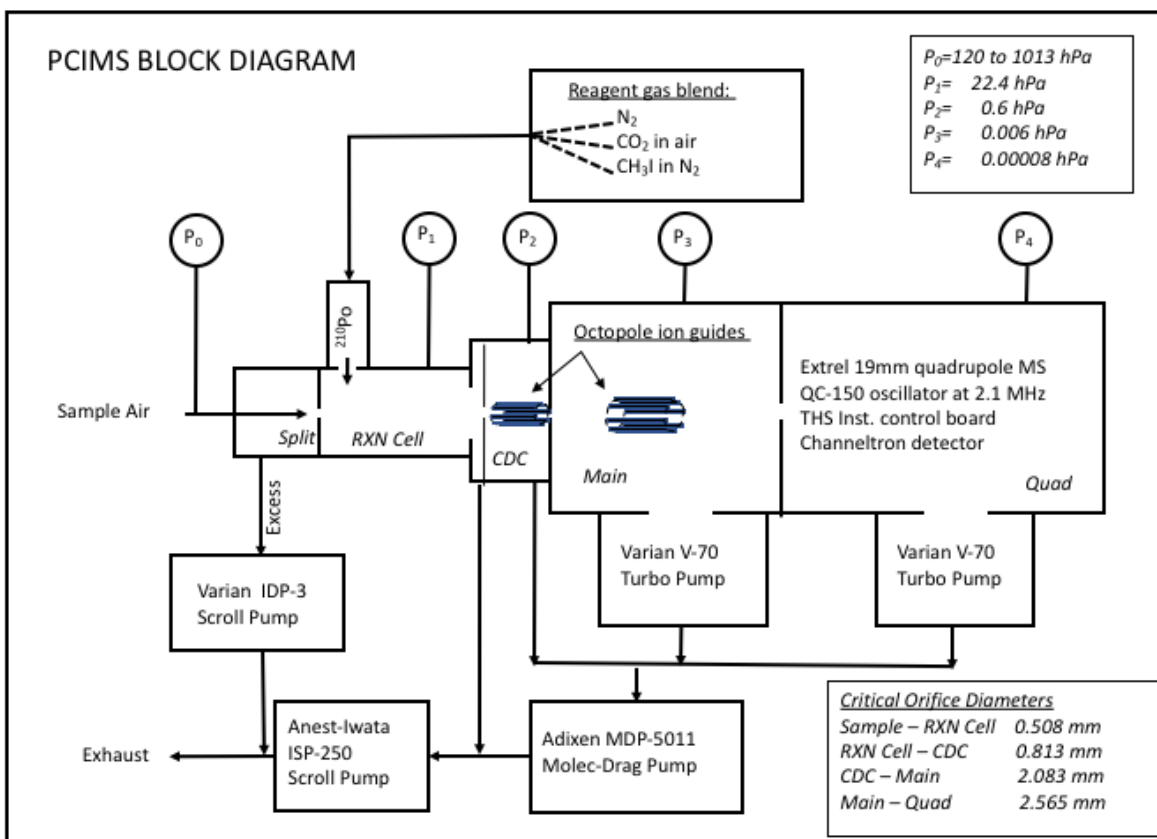 PCIMS BLOCK DIAGRAM
P₀=120 to 1013 hPa
P₁= 22.4 hPa
P₂= 0.6 hPa
P₃= 0.006 hPa
P₄= 0.00008 hPa
Reagent gas blend:
N₂
CO₂ in air
CH₃I in N₂
P₀
P₁
P₂
P₃
P₄
²¹⁰Po
Octopole ion guides
Extrel 19mm quadrupole MS
QC-150 oscillator at 2.1 MHz
THS Inst. control board
Channeltron detector
Sample Air
Split
RXN Cell
CDC
Main
Quad
Excess
Varian IDP-3
Scroll Pump
Varian V-70
Turbo Pump
Varian V-70
Turbo Pump
Exhaust
Anest-Iwata
ISP-250
Scroll Pump
Adixen MDP-5011
Molec-Drag Pump
Critical Orifice Diameters
Sample – RXN Cell 0.508 mm
RXN Cell – CDC 0.813 mm
CDC – Main 2.083 mm
Main – Quad 2.565 mm